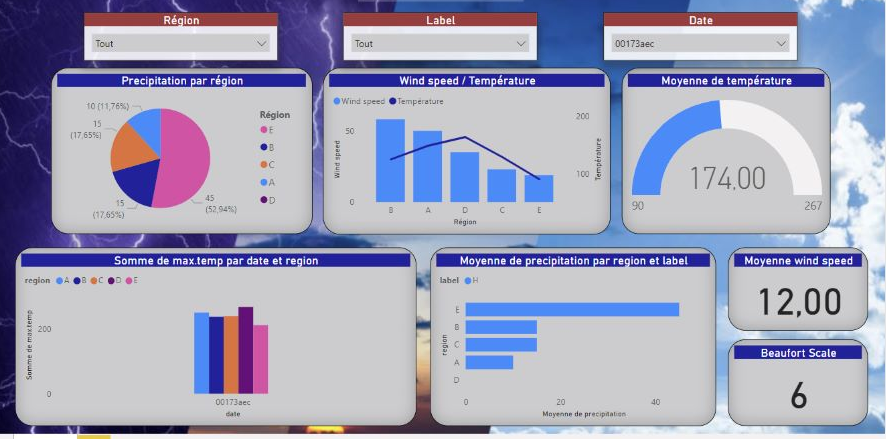 Région
Label
Date
Tout
Tout
00173aec
Precipitation par région
10 (11,76%)
15
(17,65%)
15
(17,65%)
45
(52,94%)
Région
E
B
C
A
D
Wind speed / Température
Wind speed Température
Wind speed
50
0
200
100
Température
B A D C E
Région
Moyenne de température
174,00
90
267
Somme de max.temp par date et region
region A B C D E
Somme de max.temp
200
0
00173aec
date
Moyenne de precipitation par region et label
label H
region
E
B
C
A
D
0 20 40
Moyenne de precipitation
Moyenne wind speed
12,00
Beaufort Scale
6